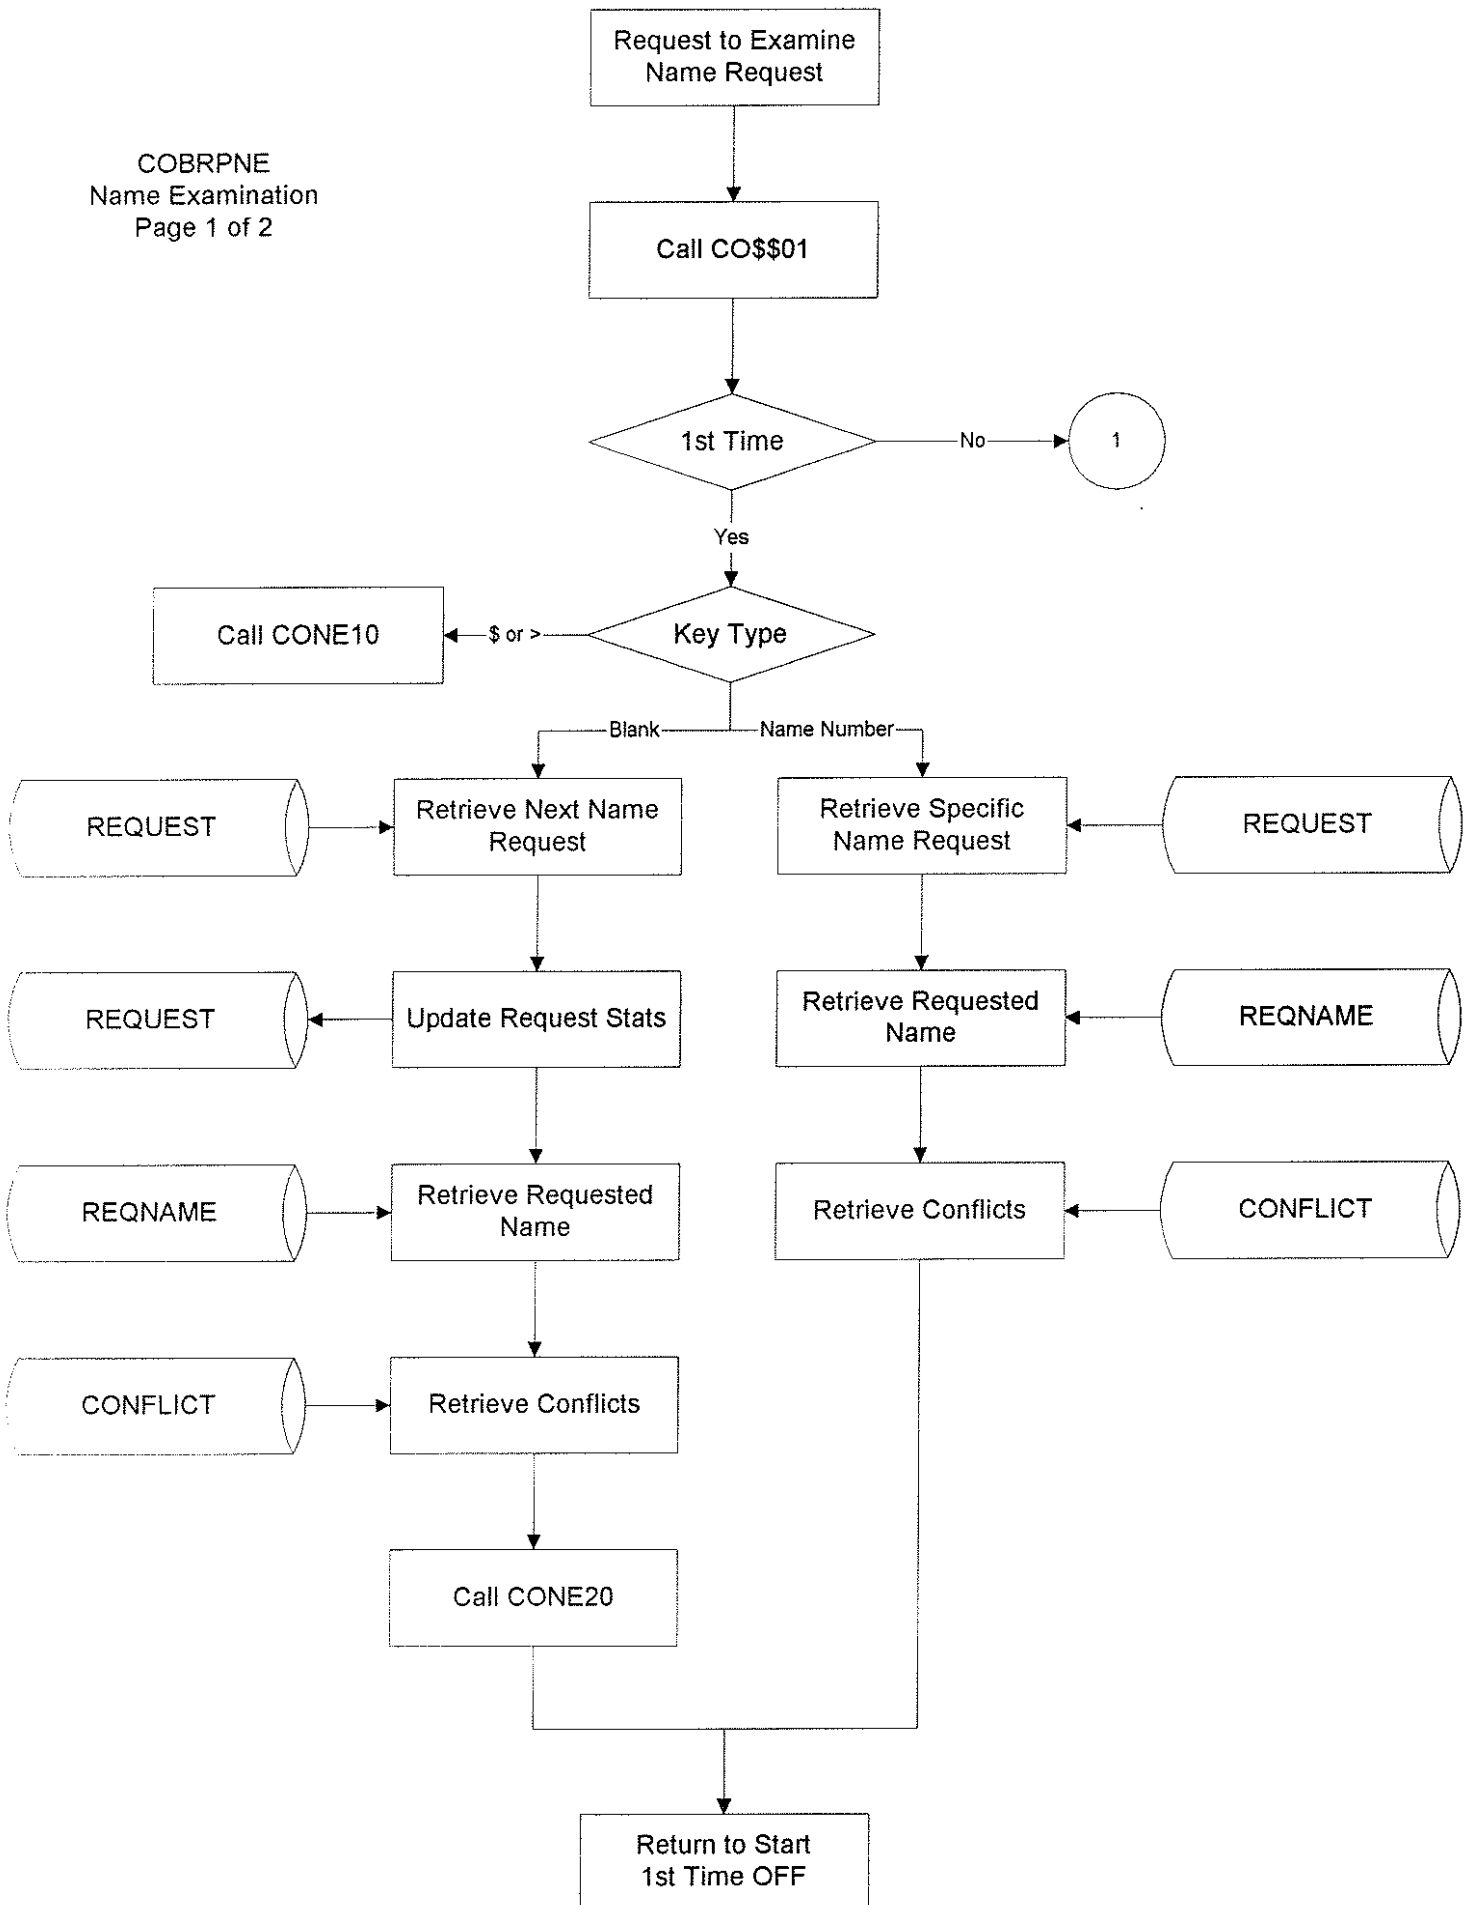 Request to Examine
Name Request
COBRPNE
Name Examination
Page 1 of 2
Call CO$$01
1st Time
No
1
Yes
Call CONE10
$ or >
Key Type
Blank
Name Number
REQUEST
Retrieve Next Name
Request
Retrieve Specific
Name Request
REQUEST
REQUEST
Update Request Stats
Retrieve Requested
Name
REQNAME
REQNAME
Retrieve Requested
Name
Retrieve Conflicts
CONFLICT
CONFLICT
Retrieve Conflicts
Call CONE20
Return to Start
1st Time OFF